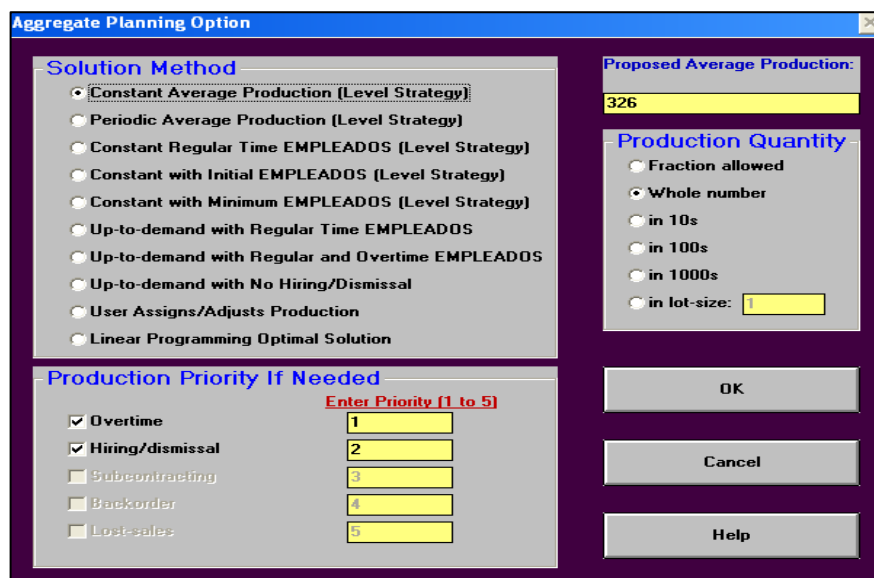 Aggregate Planning Option
Solution Method
Constant Average Production (Level Strategy)
Periodic Average Production (Level Strategy)
Constant Regular Time EMPLEADOS (Level Strategy)
Constant with Initial EMPLEADOS (Level Strategy)
Constant with Minimum EMPLEADOS (Level Strategy)
Up-to-demand with Regular Time EMPLEADOS
Up-to-demand with Regular and Overtime EMPLEADOS
Up-to-demand with No Hiring/Dismissal
User Assigns/Adjusts Production
Linear Programming Optimal Solution
Production Priority If Needed
Enter Priority (1 to 5)
Overtime 1
Hiring/dismissal 2
Subcontracting 3
Backorder 4
Lost-sales 5
Proposed Average Production:
326
Production Quantity
Fraction allowed
Whole number
in 10s
in 100s
in 1000s
in lot-size: 1
OK
Cancel
Help